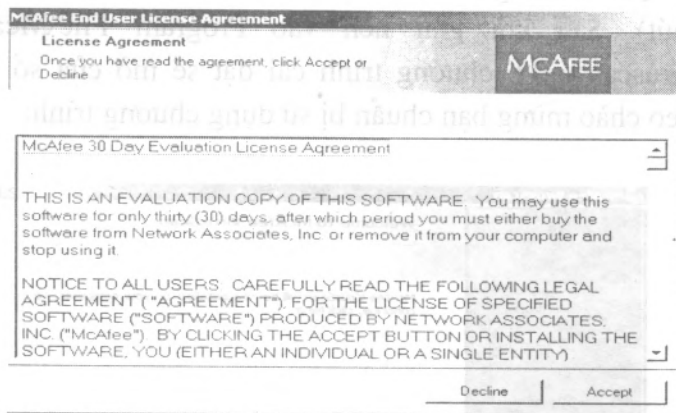 McAfee End User License Agreement
License Agreement
Once you have read the agreement, click Accept or
Decline
MCAFEE
McAfee 30 Day Evaluation License Agreement
THIS IS AN EVALUATION COPY OF THIS SOFTWARE. You may use this
software for only thirty (30) days, after which period you must either buy the
software from Network Associates, Inc. or remove it from your computer and
stop using it.
NOTICE TO ALL USERS: CAREFULLY READ THE FOLLOWING LEGAL
AGREEMENT ( "AGREEMENT"), FOR THE LICENSE OF SPECIFIED
SOFTWARE ("SOFTWARE") PRODUCED BY NETWORK ASSOCIATES,
INC. ("McAfee"). BY CLICKING THE ACCEPT BUTTON OR INSTALLING THE
SOFTWARE, YOU (EITHER AN INDIVIDUAL OR A SINGLE ENTITY)
Decline Accept